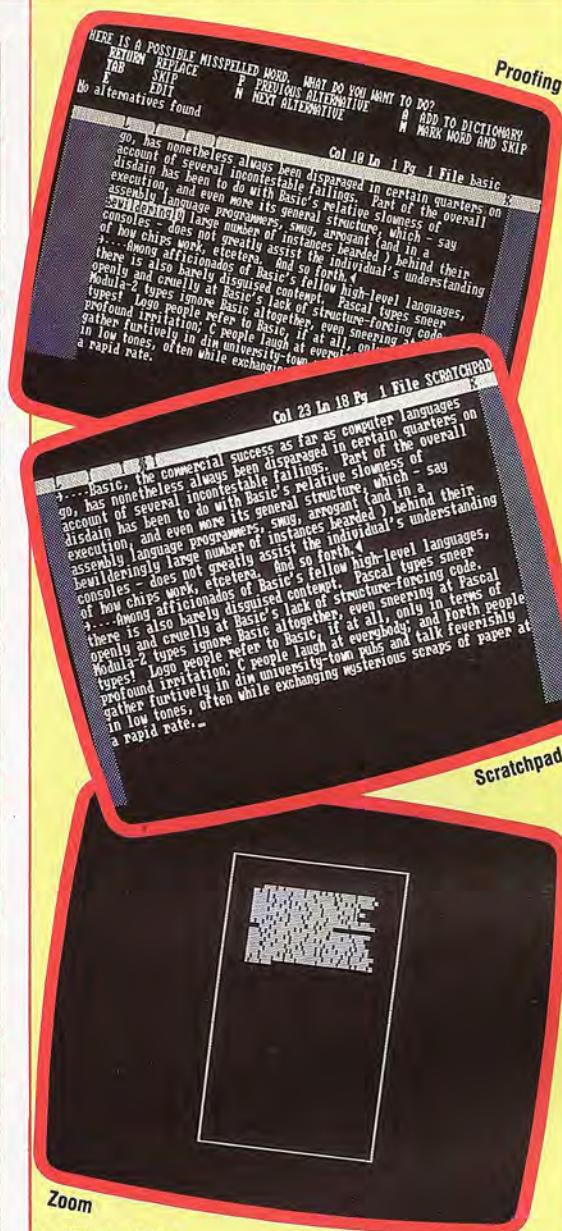 Proofing
HERE IS A POSSIBLE MISSPELLED WORD. WHAT DO YOU WANT TO DO?
RETURN REPLACE P PREVIOUS ALTERNATIVE A ADD TO DICTIONARY
TAB SKIP N NEXT ALTERNATIVE M MARK WORD AND SKIP
E EDIT
No alternatives found
Col 10 Ln 1 Pg 1 File basic
go, has nonetheless always been disparaged in certain quarters on
account of several incontestable failings. Part of the overall
disdain has been to do with Basic's relative slowness of
execution, and even more its general structure, which - say
assembly language programmers, smug, arrogant (and in a
bewilderingly large number of instances bearded ) behind their
consoles - does not greatly assist the individual's understanding
of how chips work, etcetera. And so forth.
....Among afficionados of Basic's fellow high-level languages,
there is also barely disguised contempt. Pascal types sneer
openly and cruelly at Basic's lack of structure-forcing code.
Modula-2 types ignore Basic altogether, even sneering at
types! Logo people refer to Basic, if at all, only
profound irritation; C people laugh at
gather furtively in dim university-town
in low tones, often while
a rapid rate.
Col 23 Ln 18 Pg 1 File SCRATCHPAD
....Basic, the commercial success as far as computer languages
go, has nonetheless always been disparaged in certain quarters on
account of several incontestable failings. Part of the overall
disdain has been to do with Basic's relative slowness of
execution, and even more its general structure, which - say
assembly language programmers, smug, arrogant (and in a
bewilderingly large number of instances bearded ) behind their
consoles - does not greatly assist the individual's understanding
of how chips work, etcetera. And so forth.
....Among afficionados of Basic's fellow high-level languages,
there is also barely disguised contempt. Pascal types sneer
openly and cruelly at Basic's lack of structure-forcing code.
Modula-2 types ignore Basic altogether, even sneering at Pascal
types! Logo people refer to Basic, if at all, only in terms of
profound irritation; C people laugh at everybody; and Forth people
gather furtively in dim university-town pubs and talk feverishly
in low tones, often while exchanging mysterious scraps of paper at
a rapid rate.
Scratchpad
Zoom